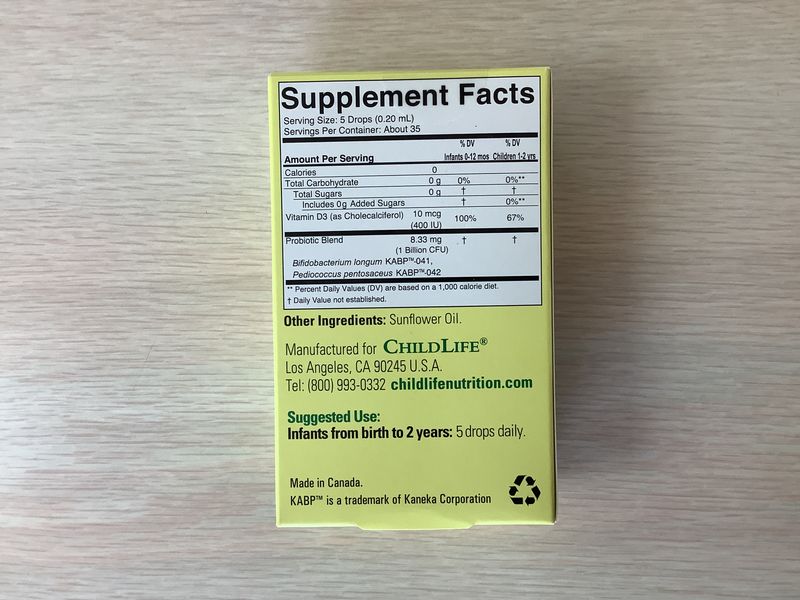 Supplement Facts
Serving Size: 5 Drops (0.20 mL)
Servings Per Container: About 35
% DV % DV
Amount Per Serving Infants 0-12 mos Children 1-2 yrs
Calories 0
Total Carbohydrate 0 g 0% 0%**
Total Sugars 0 g † †
Includes 0g Added Sugars † 0%**
Vitamin D3 (as Cholecalciferol) 10 mcg 100% 67%
(400 IU)
Probiotic Blend 8.33 mg † †
(1 Billion CFU)
Bifidobacterium longum KABP™-041,
Pediococcus pentosaceus KABP™-042
** Percent Daily Values (DV) are based on a 1,000 calorie diet.
† Daily Value not established.
Other Ingredients: Sunflower Oil.
Manufactured for CHILDLIFE®
Los Angeles, CA 90245 U.S.A.
Tel: (800) 993-0332 childlifenutrition.com
Suggested Use:
Infants from birth to 2 years: 5 drops daily.
Made in Canada.
KABP™ is a trademark of Kaneka Corporation